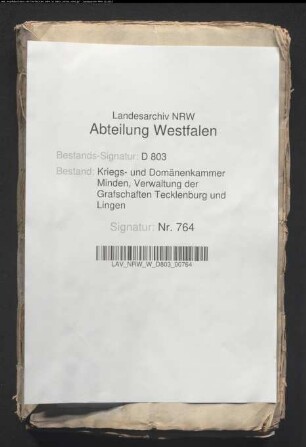 Landesarchiv NRW
Abteilung Westfalen
Bestands-Signatur: D 803
Bestand: Kriegs- und Domänenkammer
Minden, Verwaltung der
Grafschaften Tecklenburg und
Lingen
Signatur: Nr. 764
LAV_NRW_W_D803_00764